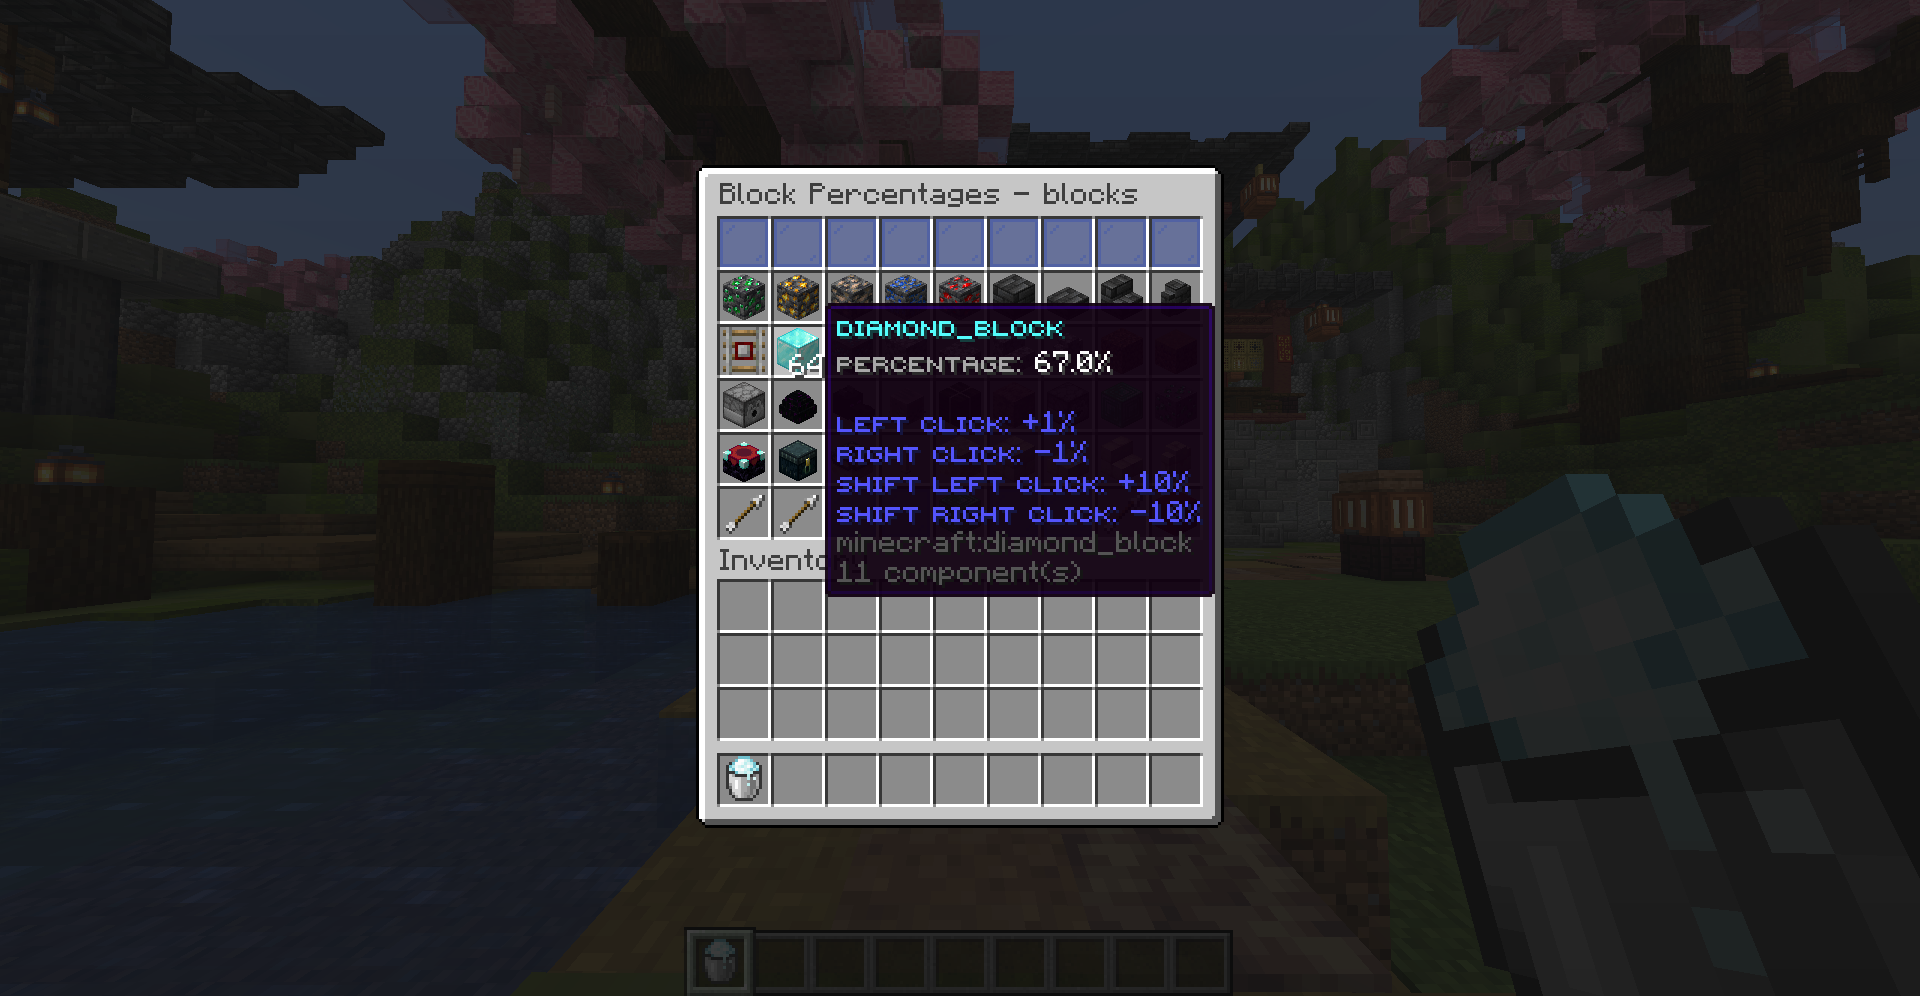 Block Percentages - blocks
64
DIAMOND_BLOCK
PERCENTAGE: 67.0%
LEFT CLICK: +1%
RIGHT CLICK: -1%
SHIFT LEFT CLICK: +10%
SHIFT RIGHT CLICK: -10%
minecraft:diamond_block
11 component(s)
Invento